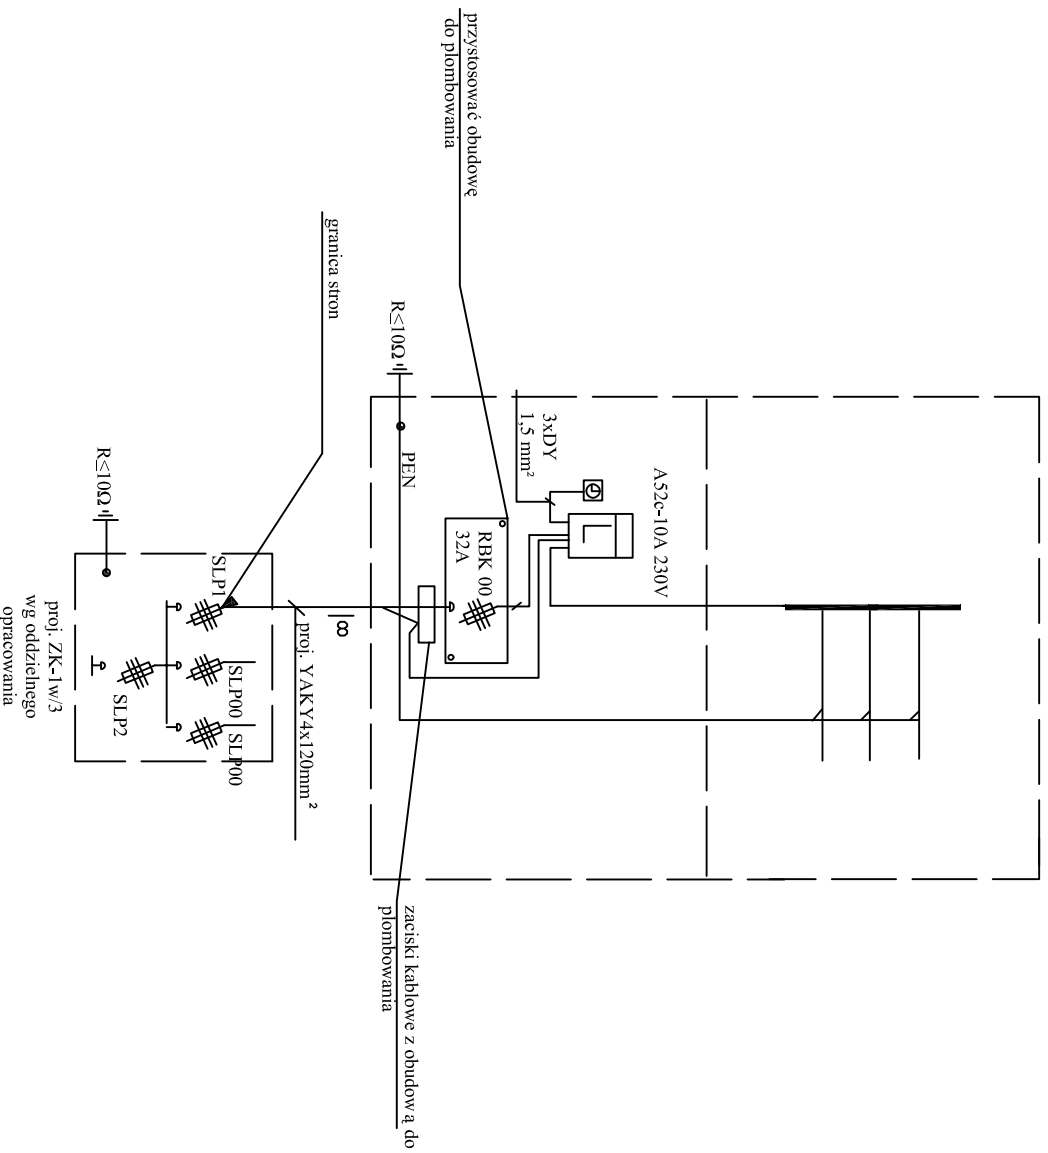 przystosować obudowę
do plombowania
granica stron
R<10Ω
PEN
3xDY
1,5 mm²
A52c-10A 230V
RBK 00
32A
R<10Ω
SLP1
SLP00
SLP00
SLP2
8
proj. YAKY4x120mm²
proj. ZK-1w/3
wg oddzielnego
opracowania
zaciski kablowe z obudową do
plombowania